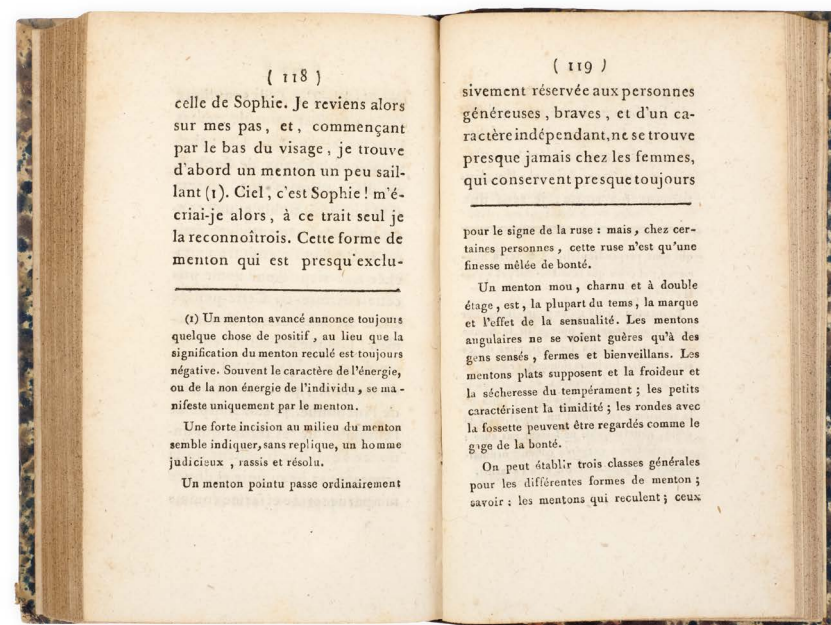 ( 118 )
celle de Sophie. Je reviens alors
sur mes pas, et, commençant
par le bas du visage, je trouve
d'abord un menton un peu sail-
lant (1). Ciel, c'est Sophie ! m'é-
criai-je alors, à ce trait seul je
la reconnoîtrois. Cette forme de
menton qui est presqu'exclu-
(1) Un menton avancé annonce toujours
quelque chose de positif, au lieu que la
signification du menton reculé est toujours
négative. Souvent le caractère de l'énergie,
ou de la non énergie de l'individu, se ma-
nifeste uniquement par le menton.
Une forte incision au milieu du menton
semble indiquer, sans replique, un homme
judicieux, rassis et résolu.
Un menton pointu passe ordinairement
( 119 )
sivement réservée aux personnes
généreuses, braves, et d'un ca-
ractère indépendant, ne se trouve
presque jamais chez les femmes,
qui conservent presque toujours
pour le signe de la ruse : mais, chez cer-
taines personnes, cette ruse n'est qu'une
finesse mêlée de bonté.
Un menton mou, charnu et à double
étage, est, la plupart du tems, la marque
et l'effet de la sensualité. Les mentons
angulaires ne se voient guères qu'à des
gens sensés, fermes et bienveillans. Les
mentons plats supposent et la froideur et
la sécheresse du tempérament ; les petits
caractérisent la timidité ; les rondes avec
la fossette peuvent être regardés comme le
gage de la bonté.
On peut établir trois classes générales
pour les différentes formes de menton ;
savoir : les mentons qui reculent ; ceux